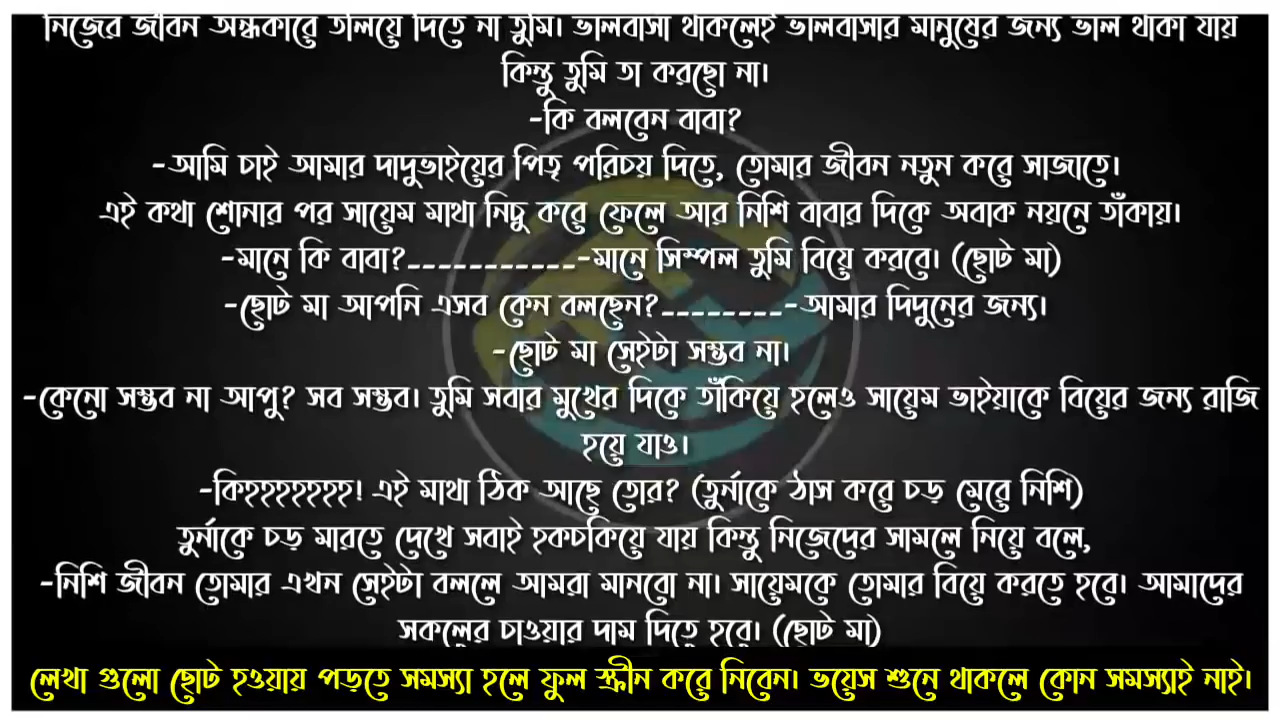 নিজের জীবন অন্ধকারে তলিয়ে দিতে না তুমি। ভালবাসা থাকলেই ভালবাসার মানুষের জন্য ভাল থাকা যায়
কিন্তু তুমি তা করছো না।
-কি বলবেন বাবা?
-আমি চাই আমার দাদুভাইয়ের পিতৃ পরিচয় দিতে, তোমার জীবন নতুন করে সাজাতে।
এই কথা শোনার পর সায়েম মাথা নিচু করে ফেলে আর নিশি বাবার দিকে অবাক নয়নে তাঁকায়।
-মানে কি বাবা?___________-মানে সিম্পল তুমি বিয়ে করবে। (ছোট মা)
-ছোট মা আপনি এসব কেন বলছেন?________-আমার দিদুনের জন্য।
-ছোট মা সেইটা সম্ভব না।
-কেনো সম্ভব না আপু? সব সম্ভব। তুমি সবার মুখের দিকে তাঁকিয়ে হলেও সায়েম ভাইয়াকে বিয়ের জন্য রাজি
হয়ে যাও।
-কিহহহহহহহ! এই মাথা ঠিক আছে তোর? (তুর্নাকে ঠাস করে চড় মেরে নিশি)
তুর্নাকে চড় মারতে দেখে সবাই হকচকিয়ে যায় কিন্তু নিজেদের সামলে নিয়ে বলে,
-নিশি জীবন তোমার এখন সেইটা বললে আমরা মানবো না। সায়েমকে তোমার বিয়ে করতে হবে। আমাদের
সকলের চাওয়ার দাম দিতে হবে। (ছোট মা)
লেখা গুলো ছোট হওয়ায় পড়তে সমস্যা হলে ফুল স্ক্রীন করে নিবেন। ভয়েস শুনে থাকলে কোন সমস্যাই নাই।